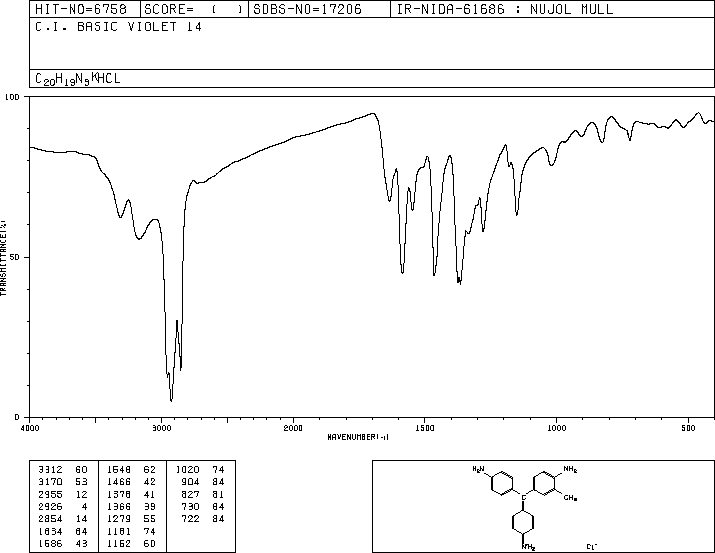 HIT-NO=6758 SCORE= ( ) SDBS-NO=17206 IR-NIDA-61686 : NUJOL MULL
C.I. BASIC VIOLET 14
C20H19N3*HCL
100
50
0
TRANSMITTANCE(%)
4000 3000 2000 1500 1000 500
WAVENUMBER(-1)
3312 60 1548 62 1020 74
3170 53 1466 42 904 84
2955 12 1378 41 827 81
2926 4 1366 39 730 84
2854 14 1279 55 722 84
1634 64 1181 74
1586 43 1152 60
H2N NH2
C CH3
NH2+ CL-